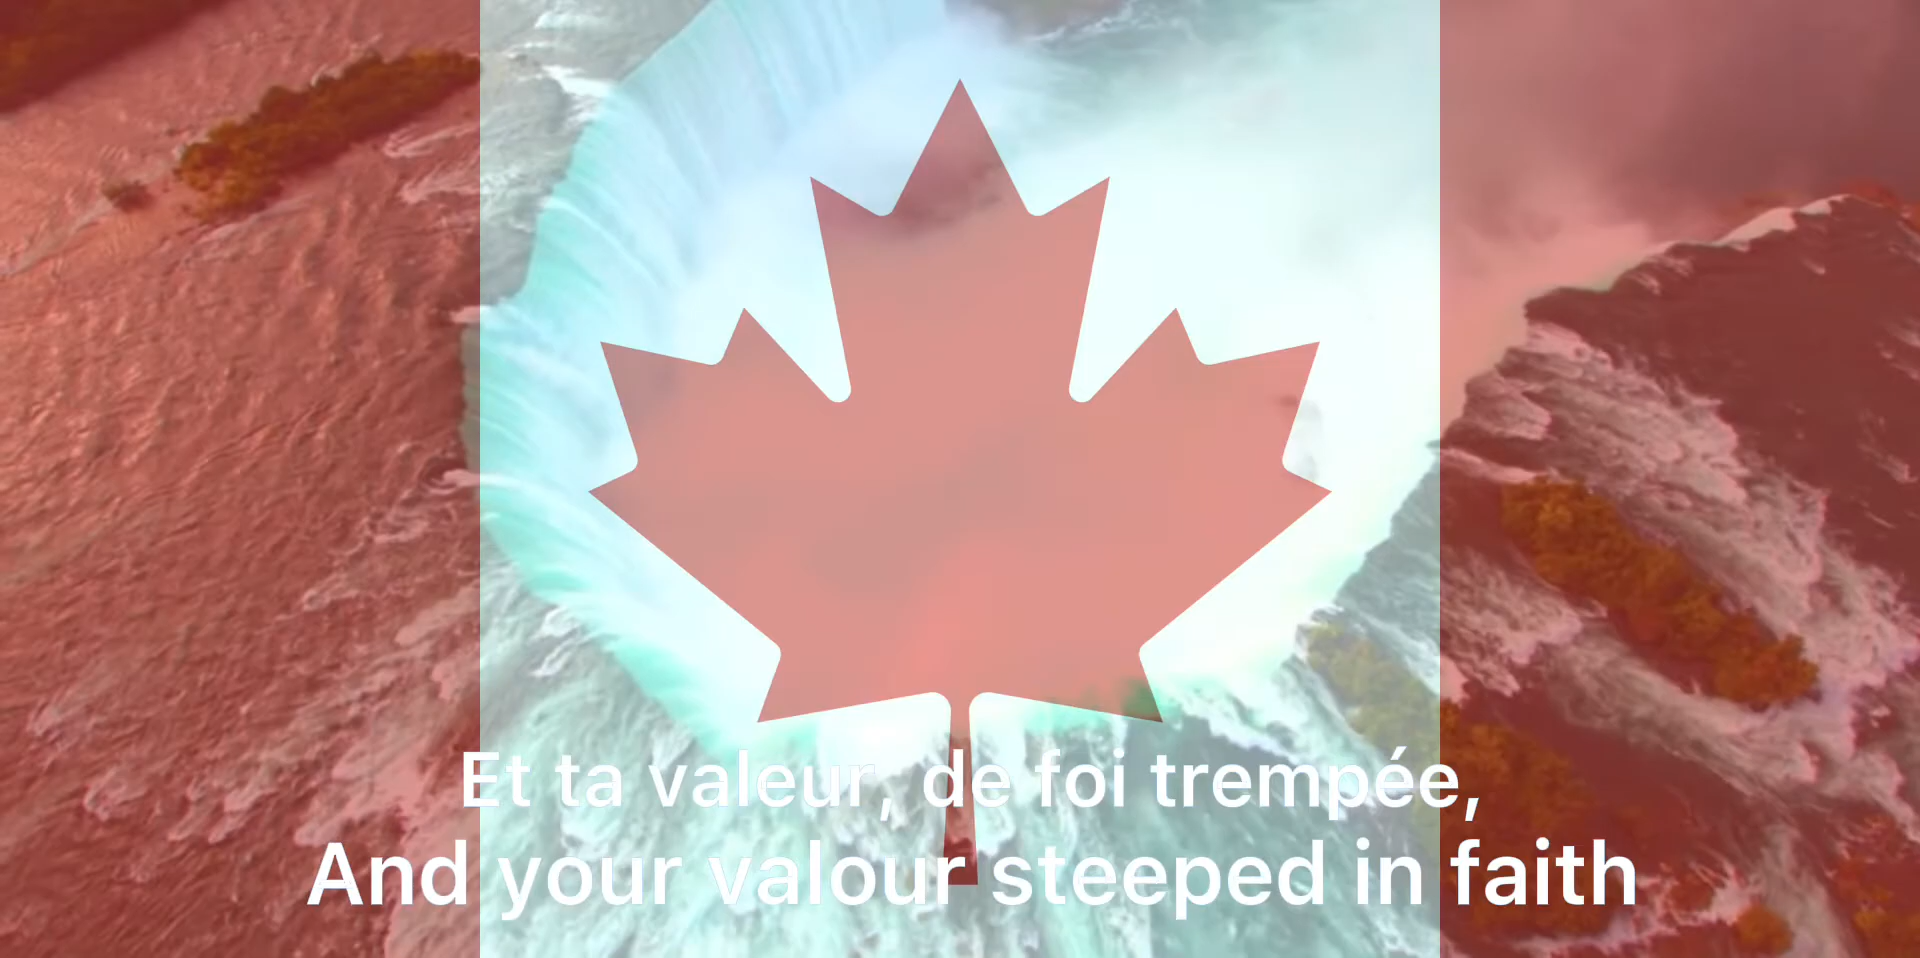 Et ta valeur, de foi trempée,
And your valour steeped in faith